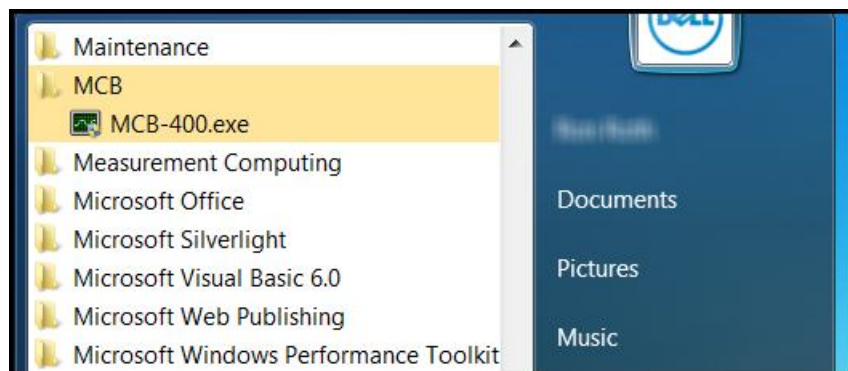 Maintenance
MCB
MCB-400.exe
Measurement Computing
Microsoft Office
Microsoft Silverlight
Microsoft Visual Basic 6.0
Microsoft Web Publishing
Microsoft Windows Performance Toolkit
DELL
Documents
Pictures
Music